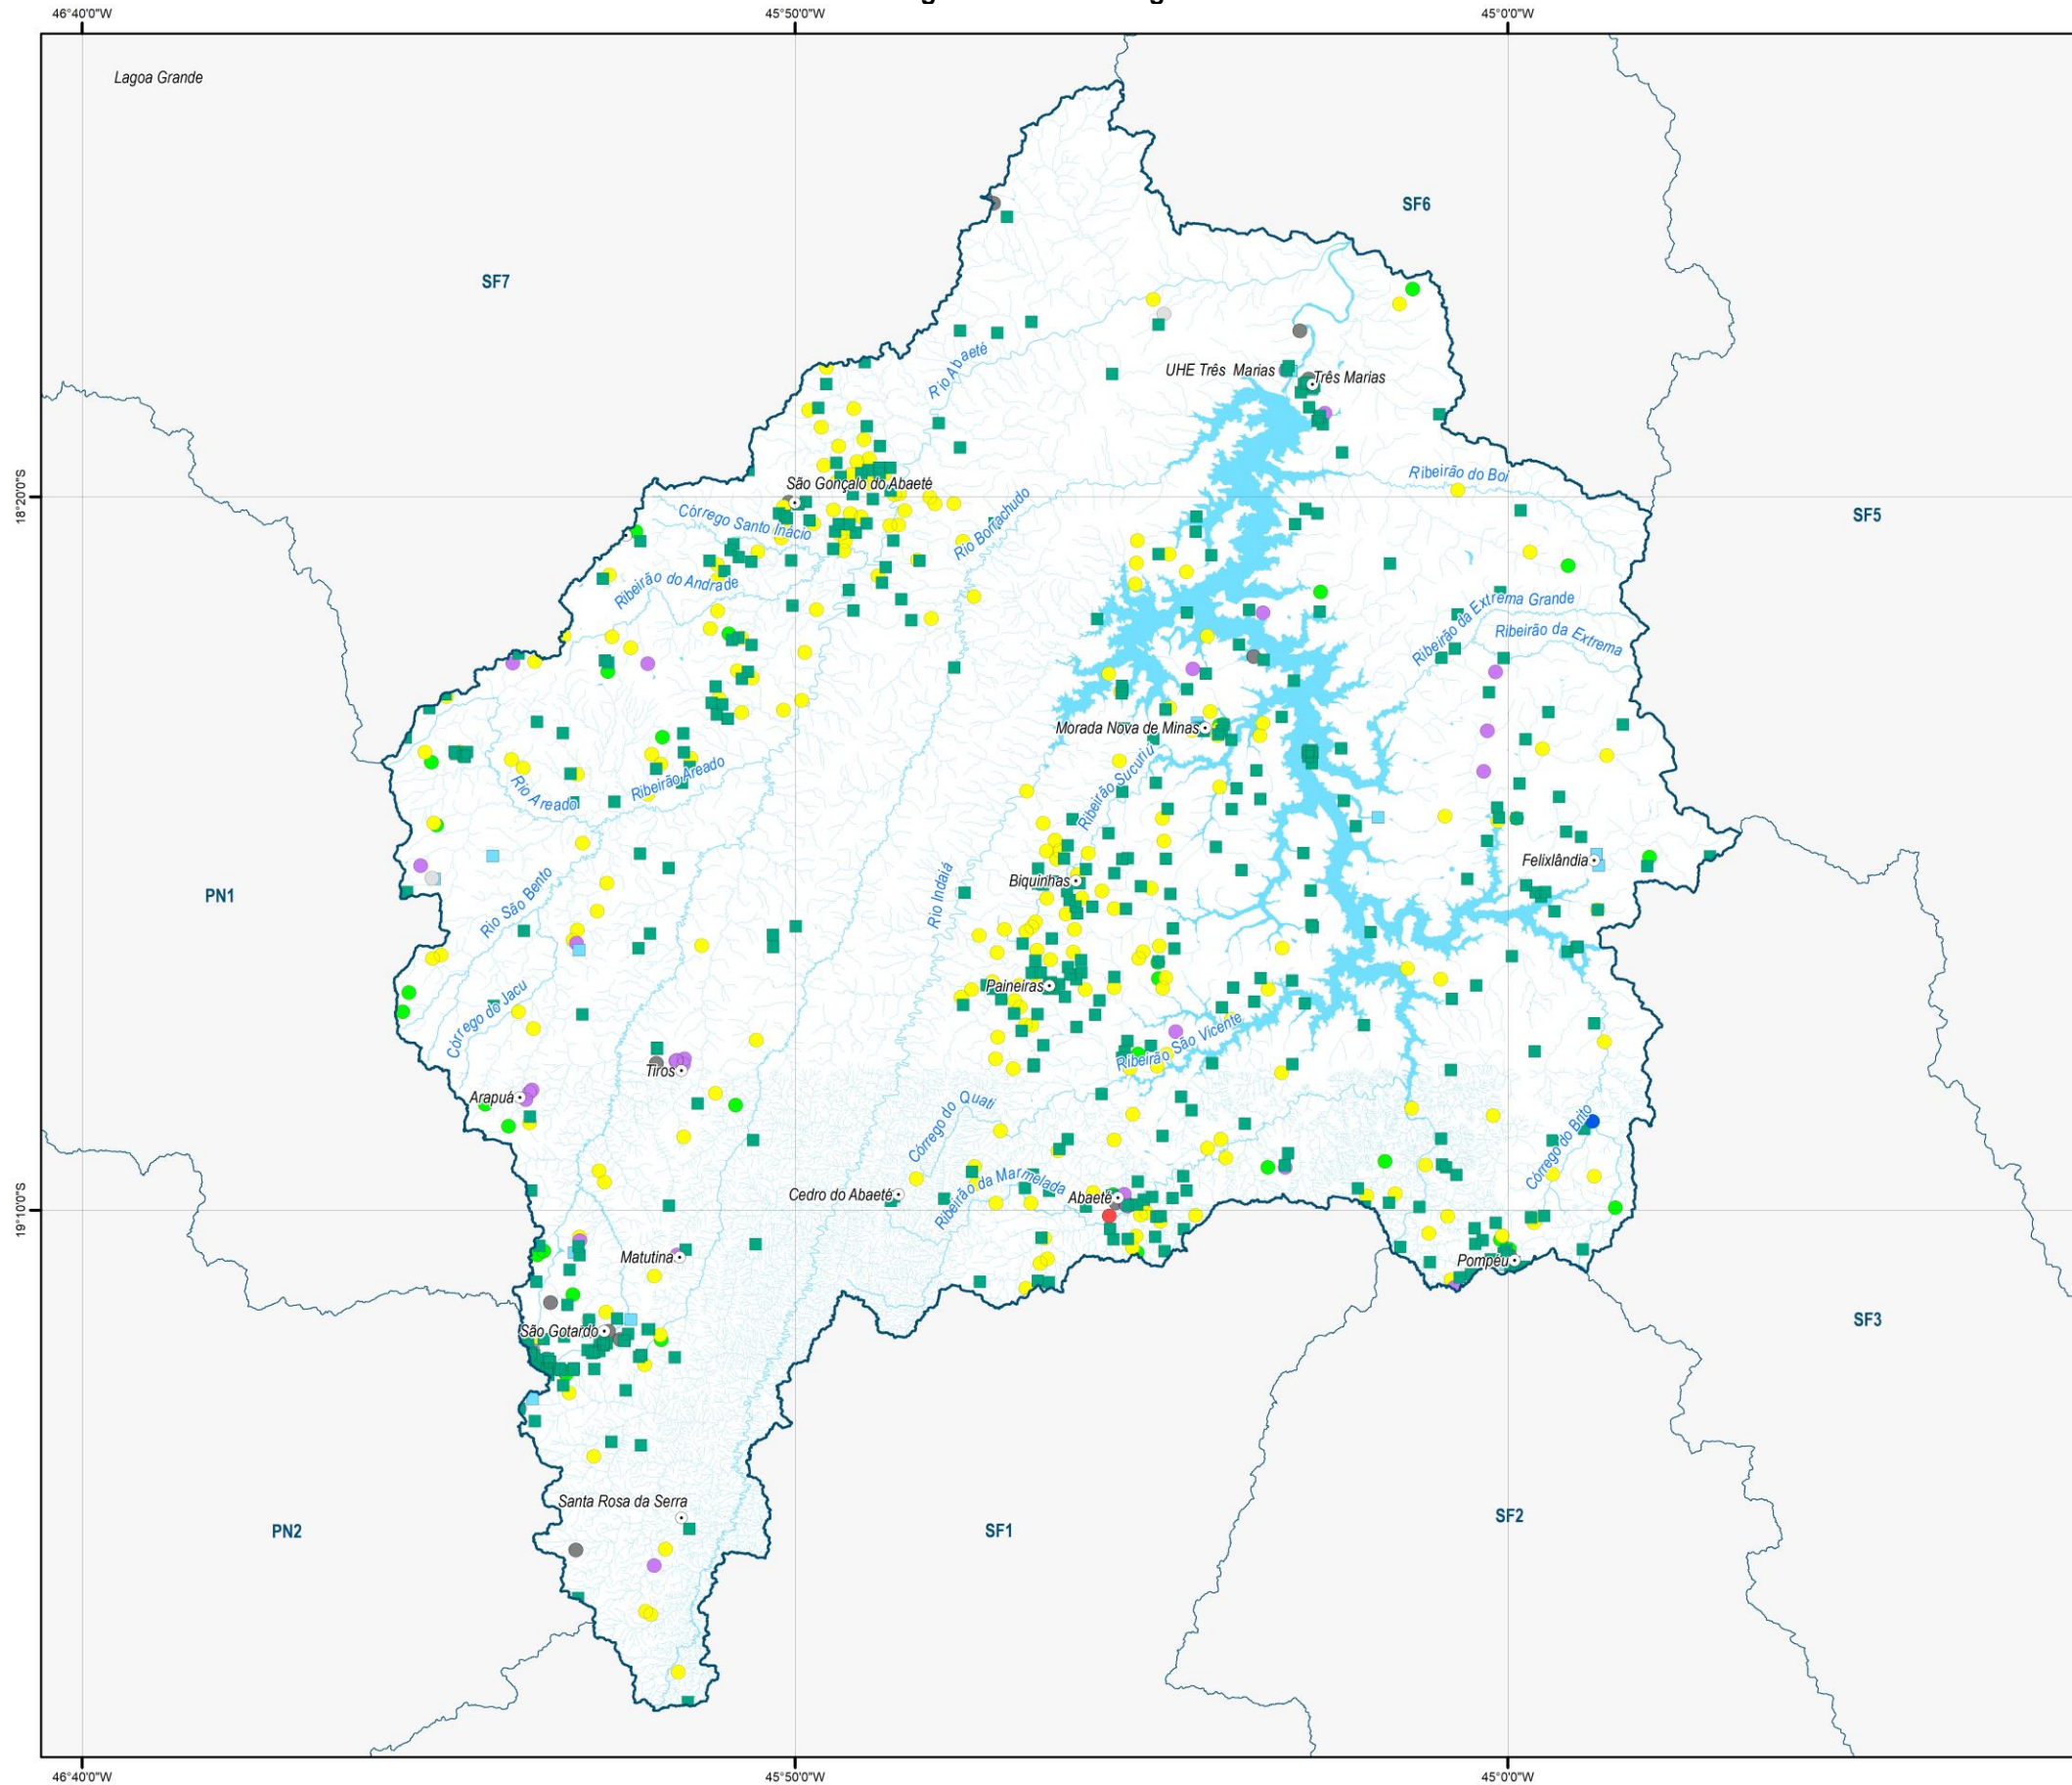 46°40'0"W
45°50'0"W
45°0'0"W
Lagoa Grande
SF6
SF7
Rio Abaeté
UHE Três Marias
Três Marias
18°20'0"S
São Gonçalo do Abaeté
Ribeirão do Boi
Córrego Santo Inácio
Rio Borrachudo
SF5
Ribeirão do Andrade
Ribeirão da Extrema Grande
Ribeirão da Extrema
Morada Nova de Minas
Ribeirão Sucuriú
Rio Areado
Ribeirão Areado
Felixlândia
Biquinhas
PN1
Rio São Bento
Rio Indaiá
Paineiras
Córrego do Jacu
Ribeirão São Vicente
Tiros
Arapuá
Córrego do Quati
Córrego do Brito
Cedro do Abaeté
Ribeirão da Marmelada
Abaeté
19°10'0"S
Matutina
Pompéu
São Gotardo
SF3
Santa Rosa da Serra
PN2
SF1
SF2
46°40'0"W
45°50'0"W
45°0'0"W